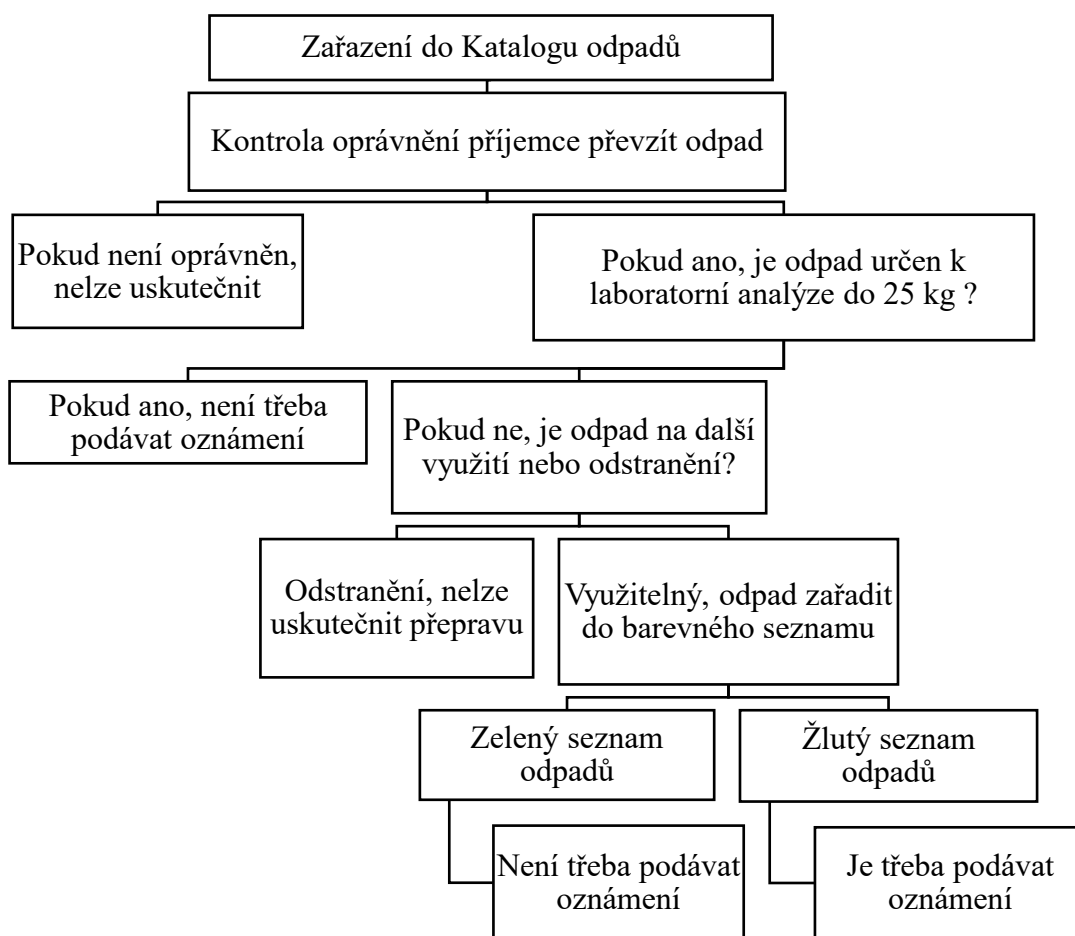 Zařazení do Katalogu odpadů
Kontrola oprávnění příjemce převzít odpad
Pokud není oprávněn,
nelze uskutečnit
Pokud ano, je odpad určen k
laboratorní analýze do 25 kg ?
Pokud ano, není třeba
podávat oznámení
Pokud ne, je odpad na další
využití nebo odstranění?
Odstranění, nelze
uskutečnit přepravu
Využitelný, odpad zařadit
do barevného seznamu
Zelený seznam
odpadů
Žlutý seznam
odpadů
Není třeba podávat
oznámení
Je třeba podávat
oznámení